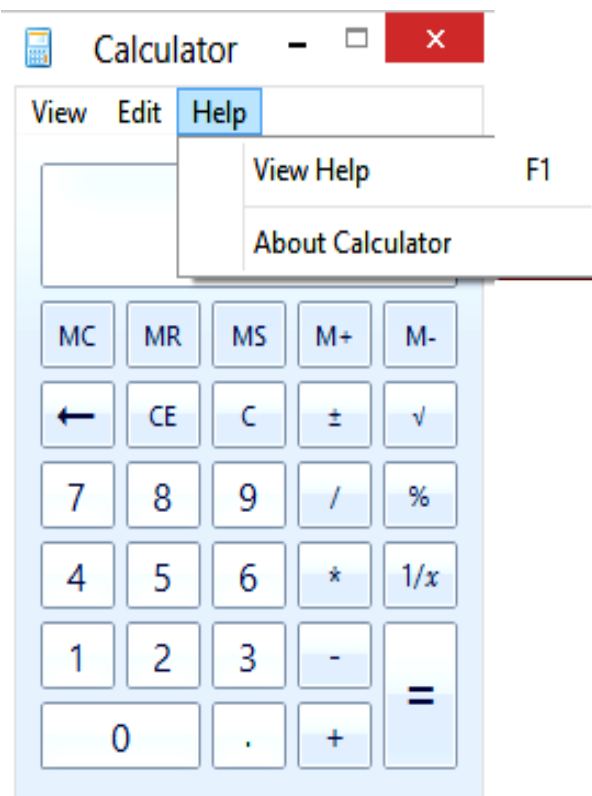 Calculator
View Edit Help
View Help F1
About Calculator
MC MR MS M+ M-
← CE C ± √
7 8 9 / %
4 5 6 * 1/x
1 2 3 - =
0 . +